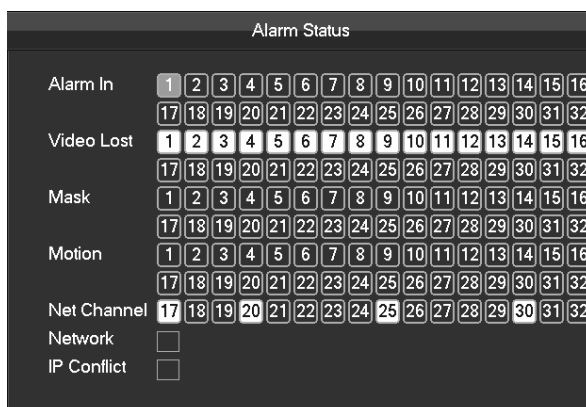 Alarm Status
Alarm In 1 2 3 4 5 6 7 8 9 10 11 12 13 14 15 16
17 18 19 20 21 22 23 24 25 26 27 28 29 30 31 32
Video Lost 1 2 3 4 5 6 7 8 9 10 11 12 13 14 15 16
17 18 19 20 21 22 23 24 25 26 27 28 29 30 31 32
Mask 1 2 3 4 5 6 7 8 9 10 11 12 13 14 15 16
17 18 19 20 21 22 23 24 25 26 27 28 29 30 31 32
Motion 1 2 3 4 5 6 7 8 9 10 11 12 13 14 15 16
17 18 19 20 21 22 23 24 25 26 27 28 29 30 31 32
Net Channel 17 18 19 20 21 22 23 24 25 26 27 28 29 30 31 32
Network
IP Conflict